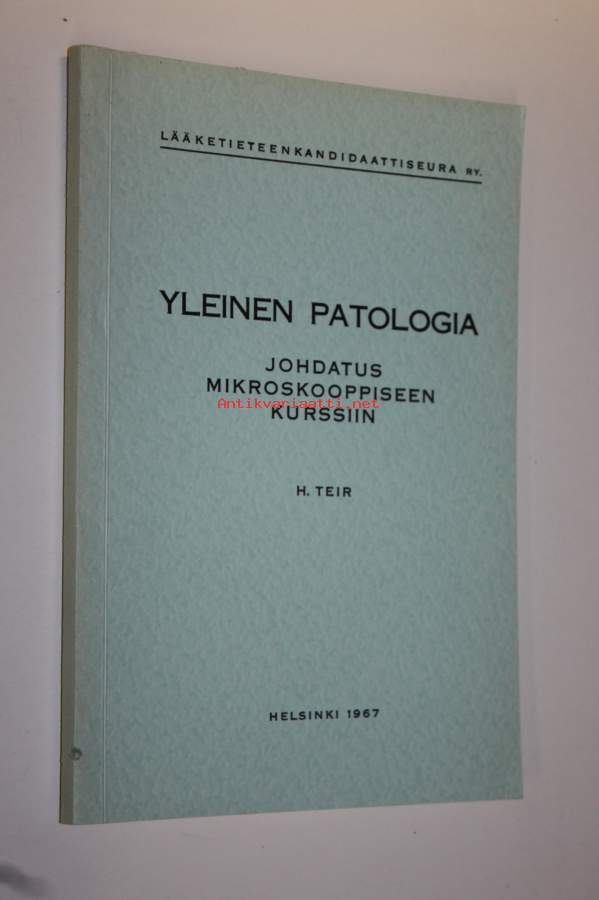 LÄÄKETIETEENKANDIDAATTISEURA RY.
YLEINEN PATOLOGIA
JOHDATUS
MIKROSKOOPPISEEN
Antikvariaatti.net
KURSSIIN
H. TEIR
HELSINKI 1967